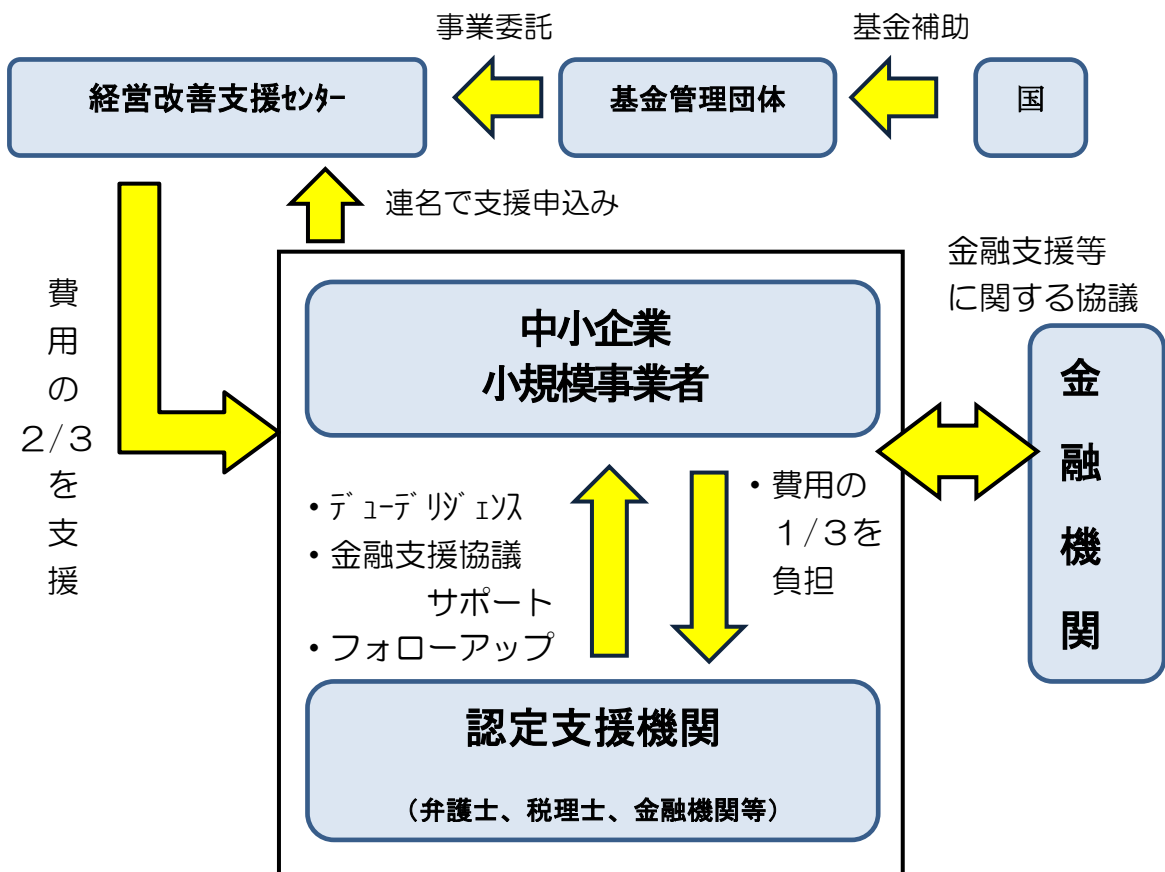 事業委託
基金補助
経営改善支援ｾﾝﾀｰ
基金管理団体
国
連名で支援申込み
費用の２/３を支援
金融支援等
に関する協議
中小企業
小規模事業者
金融機関
・ﾃﾞｭｰﾃﾞﾘｼﾞｪﾝｽ
・金融支援協議
サポート
・フォローアップ
・費用の
１/３を
負担
認定支援機関
（弁護士、税理士、金融機関等）